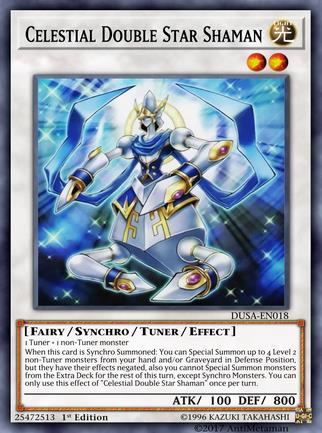 CELESTIAL DOUBLE STAR SHAMAN
光
DUSA-EN018
[FAIRY / SYNCHRO / TUNER / EFFECT]
1 Tuner + 1 non-Tuner monster
When this card is Synchro Summoned: You can Special Summon up to 4 Level 2
non-Tuner monsters from your hand and/or Graveyard in Defense Position,
but they have their effects negated, also you cannot Special Summon monsters
from the Extra Deck for the rest of this turn, except Synchro Monsters. You can
only use this effect of "Celestial Double Star Shaman" once per turn.
ATK/ 100 DEF/ 800
25472513 1st Edition ©1996 KAZUKI TAKAHASHI
©2017 AntiMetaman